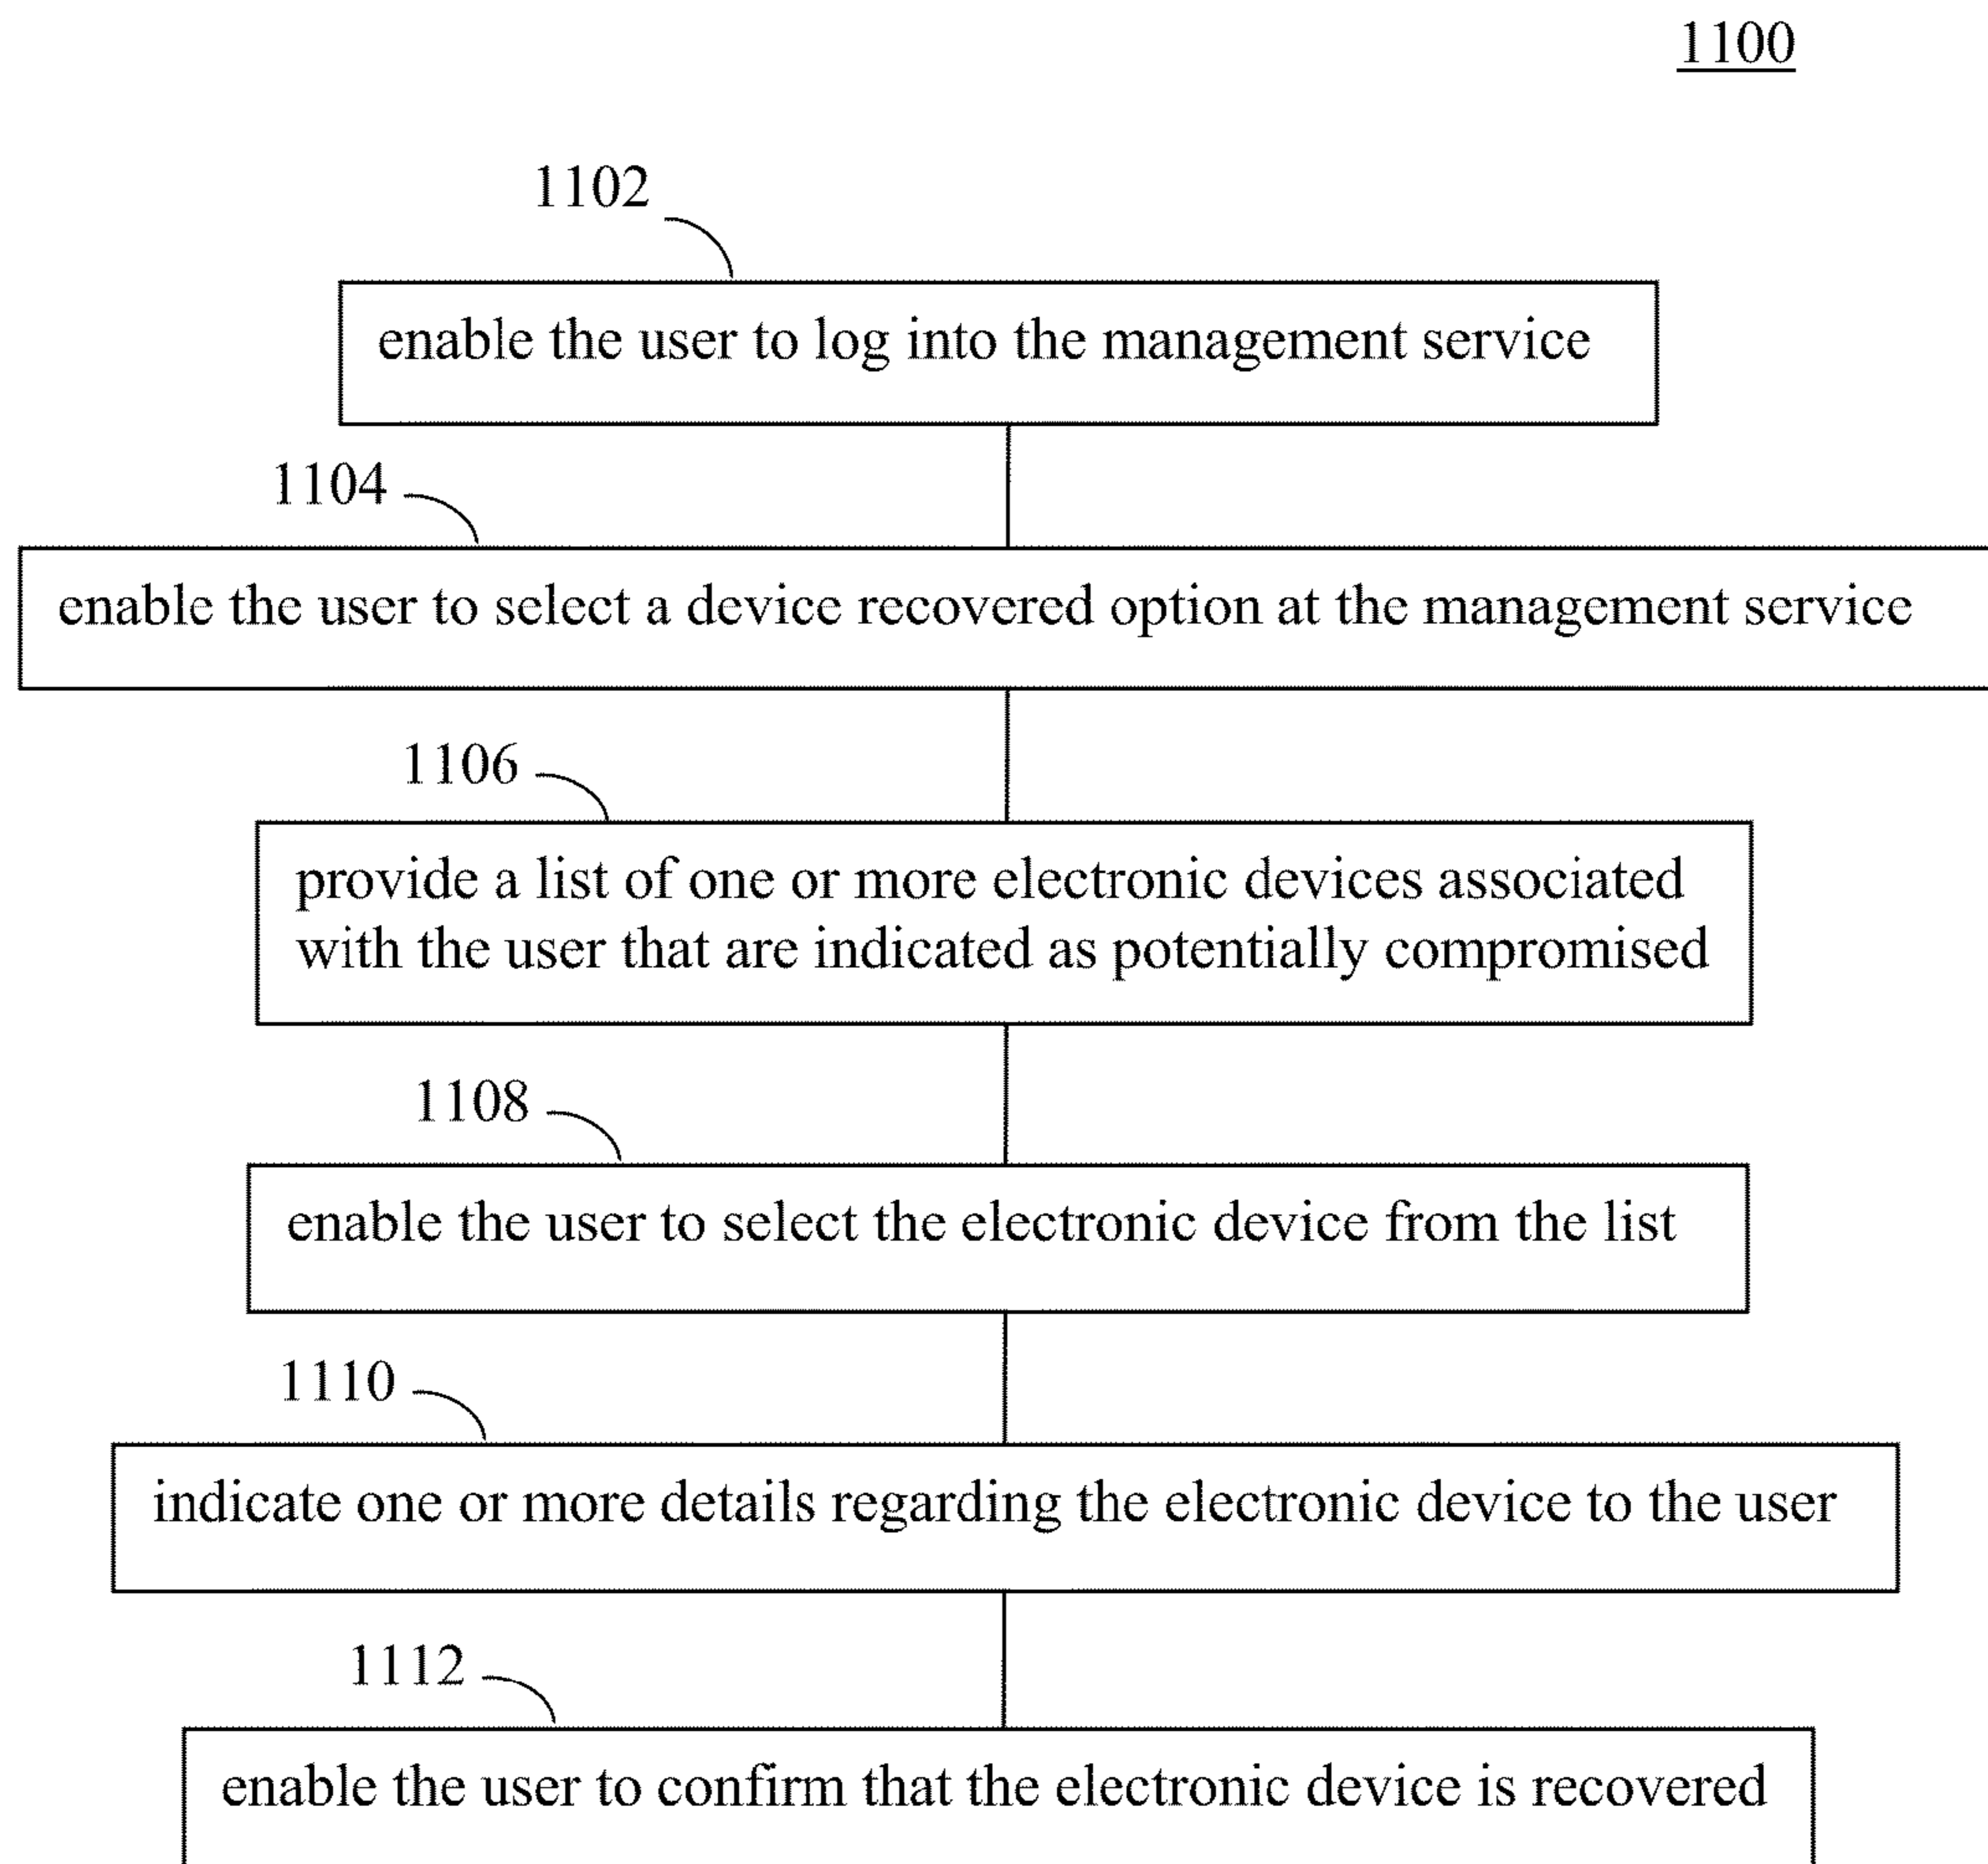 1100
1102
enable the user to log into the management service
1104
enable the user to select a device recovered option at the management service
1106
provide a list of one or more electronic devices associated
with the user that are indicated as potentially compromised
1108
enable the user to select the electronic device from the list
1110
indicate one or more details regarding the electronic device to the user
1112
enable the user to confirm that the electronic device is recovered